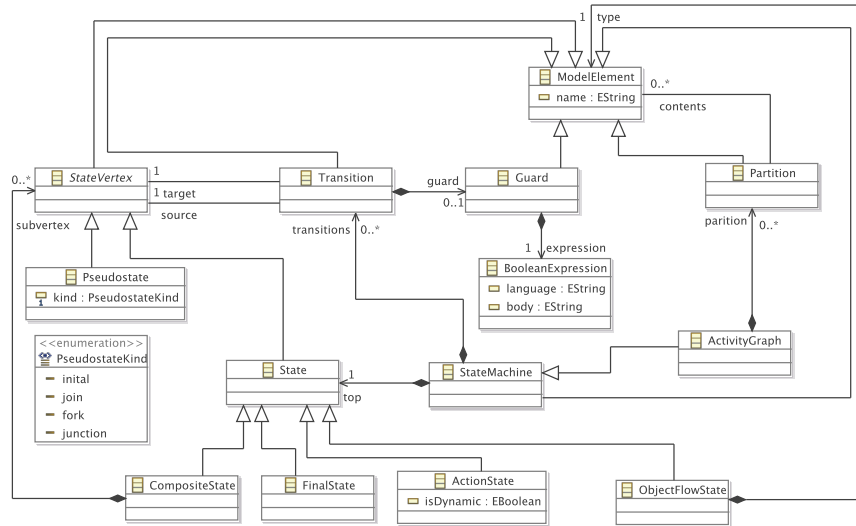 1
type
ModelElement
name : EString
0..*
contents
0..*
StateVertex
1
Transition
guard
Guard
Partition
1 target
0..1
subvertex
source
transitions
0..*
parition
0..*
1
expression
Pseudostate
kind : PseudostateKind
1
BooleanExpression
language : EString
body : EString
<<enumeration>>
PseudostateKind
inital
join
fork
junction
State
1
top
StateMachine
ActivityGraph
CompositeState
FinalState
ActionState
isDynamic : EBoolean
ObjectFlowState